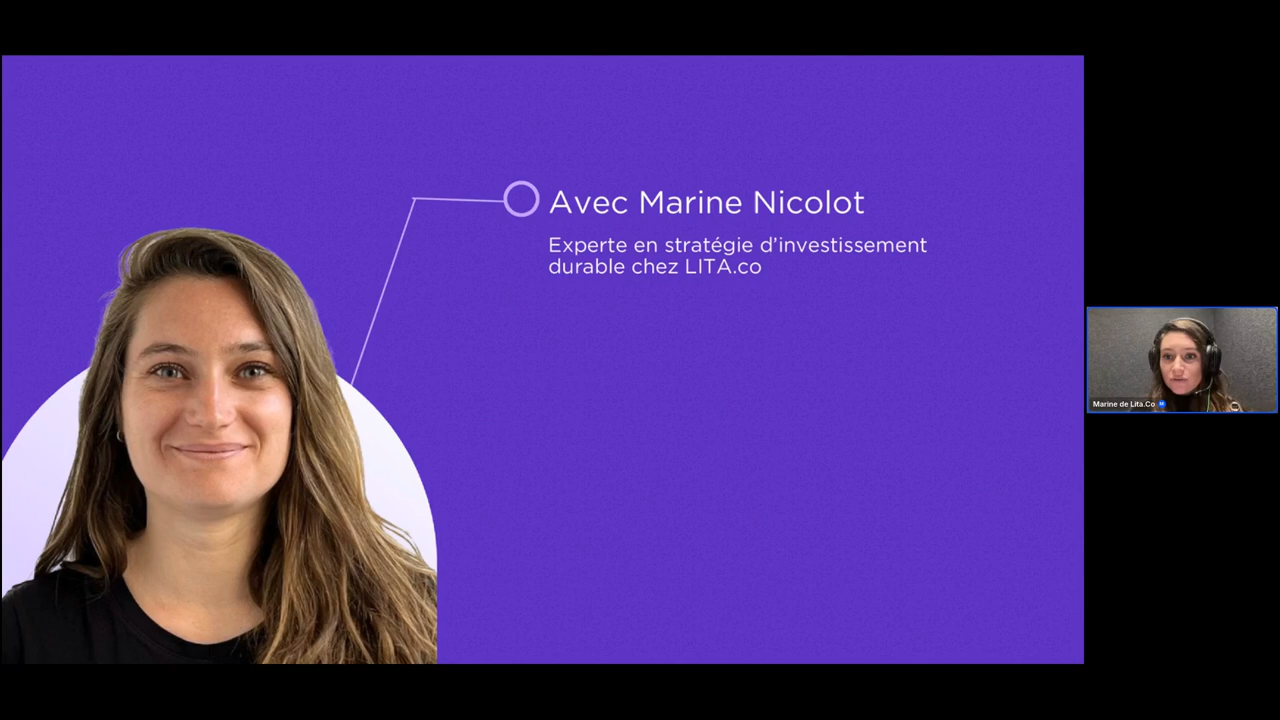 Avec Marine Nicolot
Experte en stratégie d’investissement
durable chez LITA.co
Marine de Lita.Co